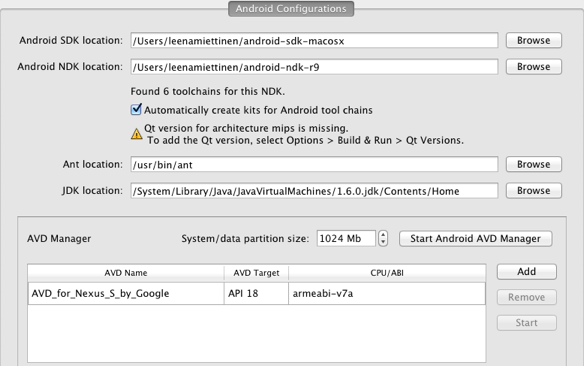 Android Configurations
Android SDK location: /Users/leenamiettinen/android-sdk-macosx Browse
Android NDK location: /Users/leenamiettinen/android-ndk-r9 Browse
Found 6 toolchains for this NDK.
Automatically create kits for Android tool chains
Qt version for architecture mips is missing.
To add the Qt version, select Options > Build & Run > Qt Versions.
Ant location: /usr/bin/ant Browse
JDK location: /System/Library/Java/JavaVirtualMachines/1.6.0.jdk/Contents/Home Browse
AVD Manager System/data partition size: 1024 Mb Start Android AVD Manager
AVD Name AVD Target CPU/ABI Add
AVD_for_Nexus_S_by_Google API 18 armeabi-v7a Remove
Start